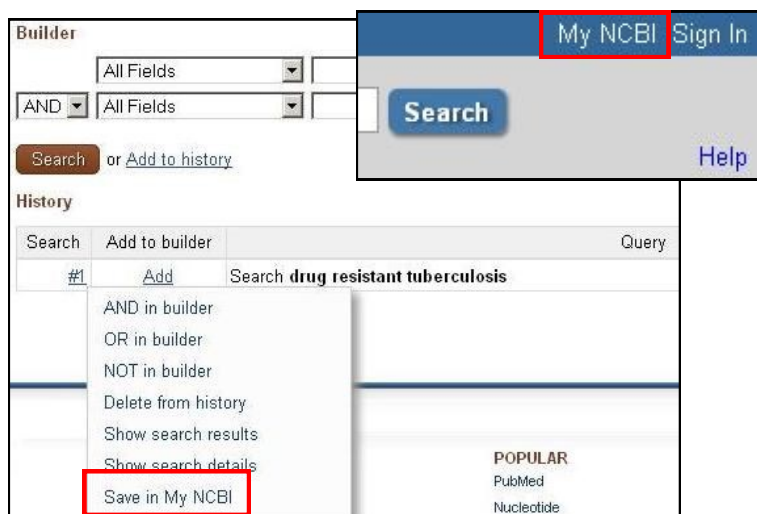 Builder
All Fields
AND All Fields
Search or Add to history
My NCBI Sign In
Search
Help
History
Search Add to builder Query
#1 Add Search drug resistant tuberculosis
AND in builder
OR in builder
NOT in builder
Delete from history
Show search results
Show search details
Save in My NCBI
POPULAR
PubMed
Nucleotide